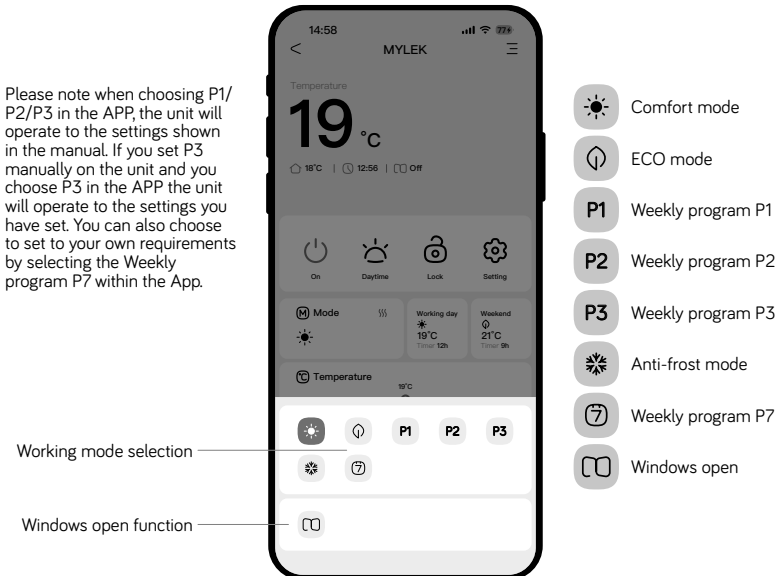 Please note when choosing P1/
P2/P3 in the APP, the unit will
operate to the settings shown
in the manual. If you set P3
manually on the unit and you
choose P3 in the APP the unit
will operate to the settings you
have set. You can also choose
to set to your own requirements
by selecting the Weekly
program P7 within the App.
Working mode selection
Windows open function
14:58
77
MYLEK
Temperature
19 °C
18°C | 12:56 | Off
On Daytime Lock Setting
M Mode
Working day
19°C
Timer 12h
Weekend
21°C
Timer 9h
°C Temperature
19°C
P1 P2 P3
7
Comfort mode
ECO mode
P1 Weekly program P1
P2 Weekly program P2
P3 Weekly program P3
Anti-frost mode
7 Weekly program P7
Windows open